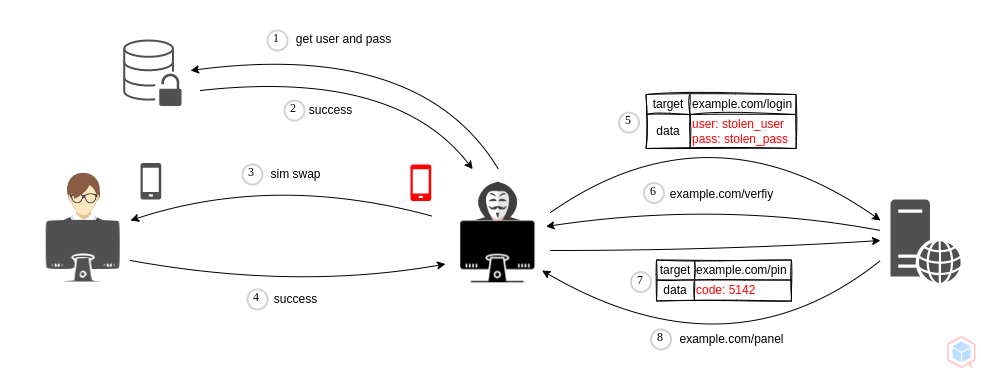 1 get user and pass
2 success
3 sim swap
4 success
5
target example.com/login
data user: stolen_user
pass: stolen_pass
6 example.com/verfiy
7
target example.com/pin
data code: 5142
8 example.com/panel